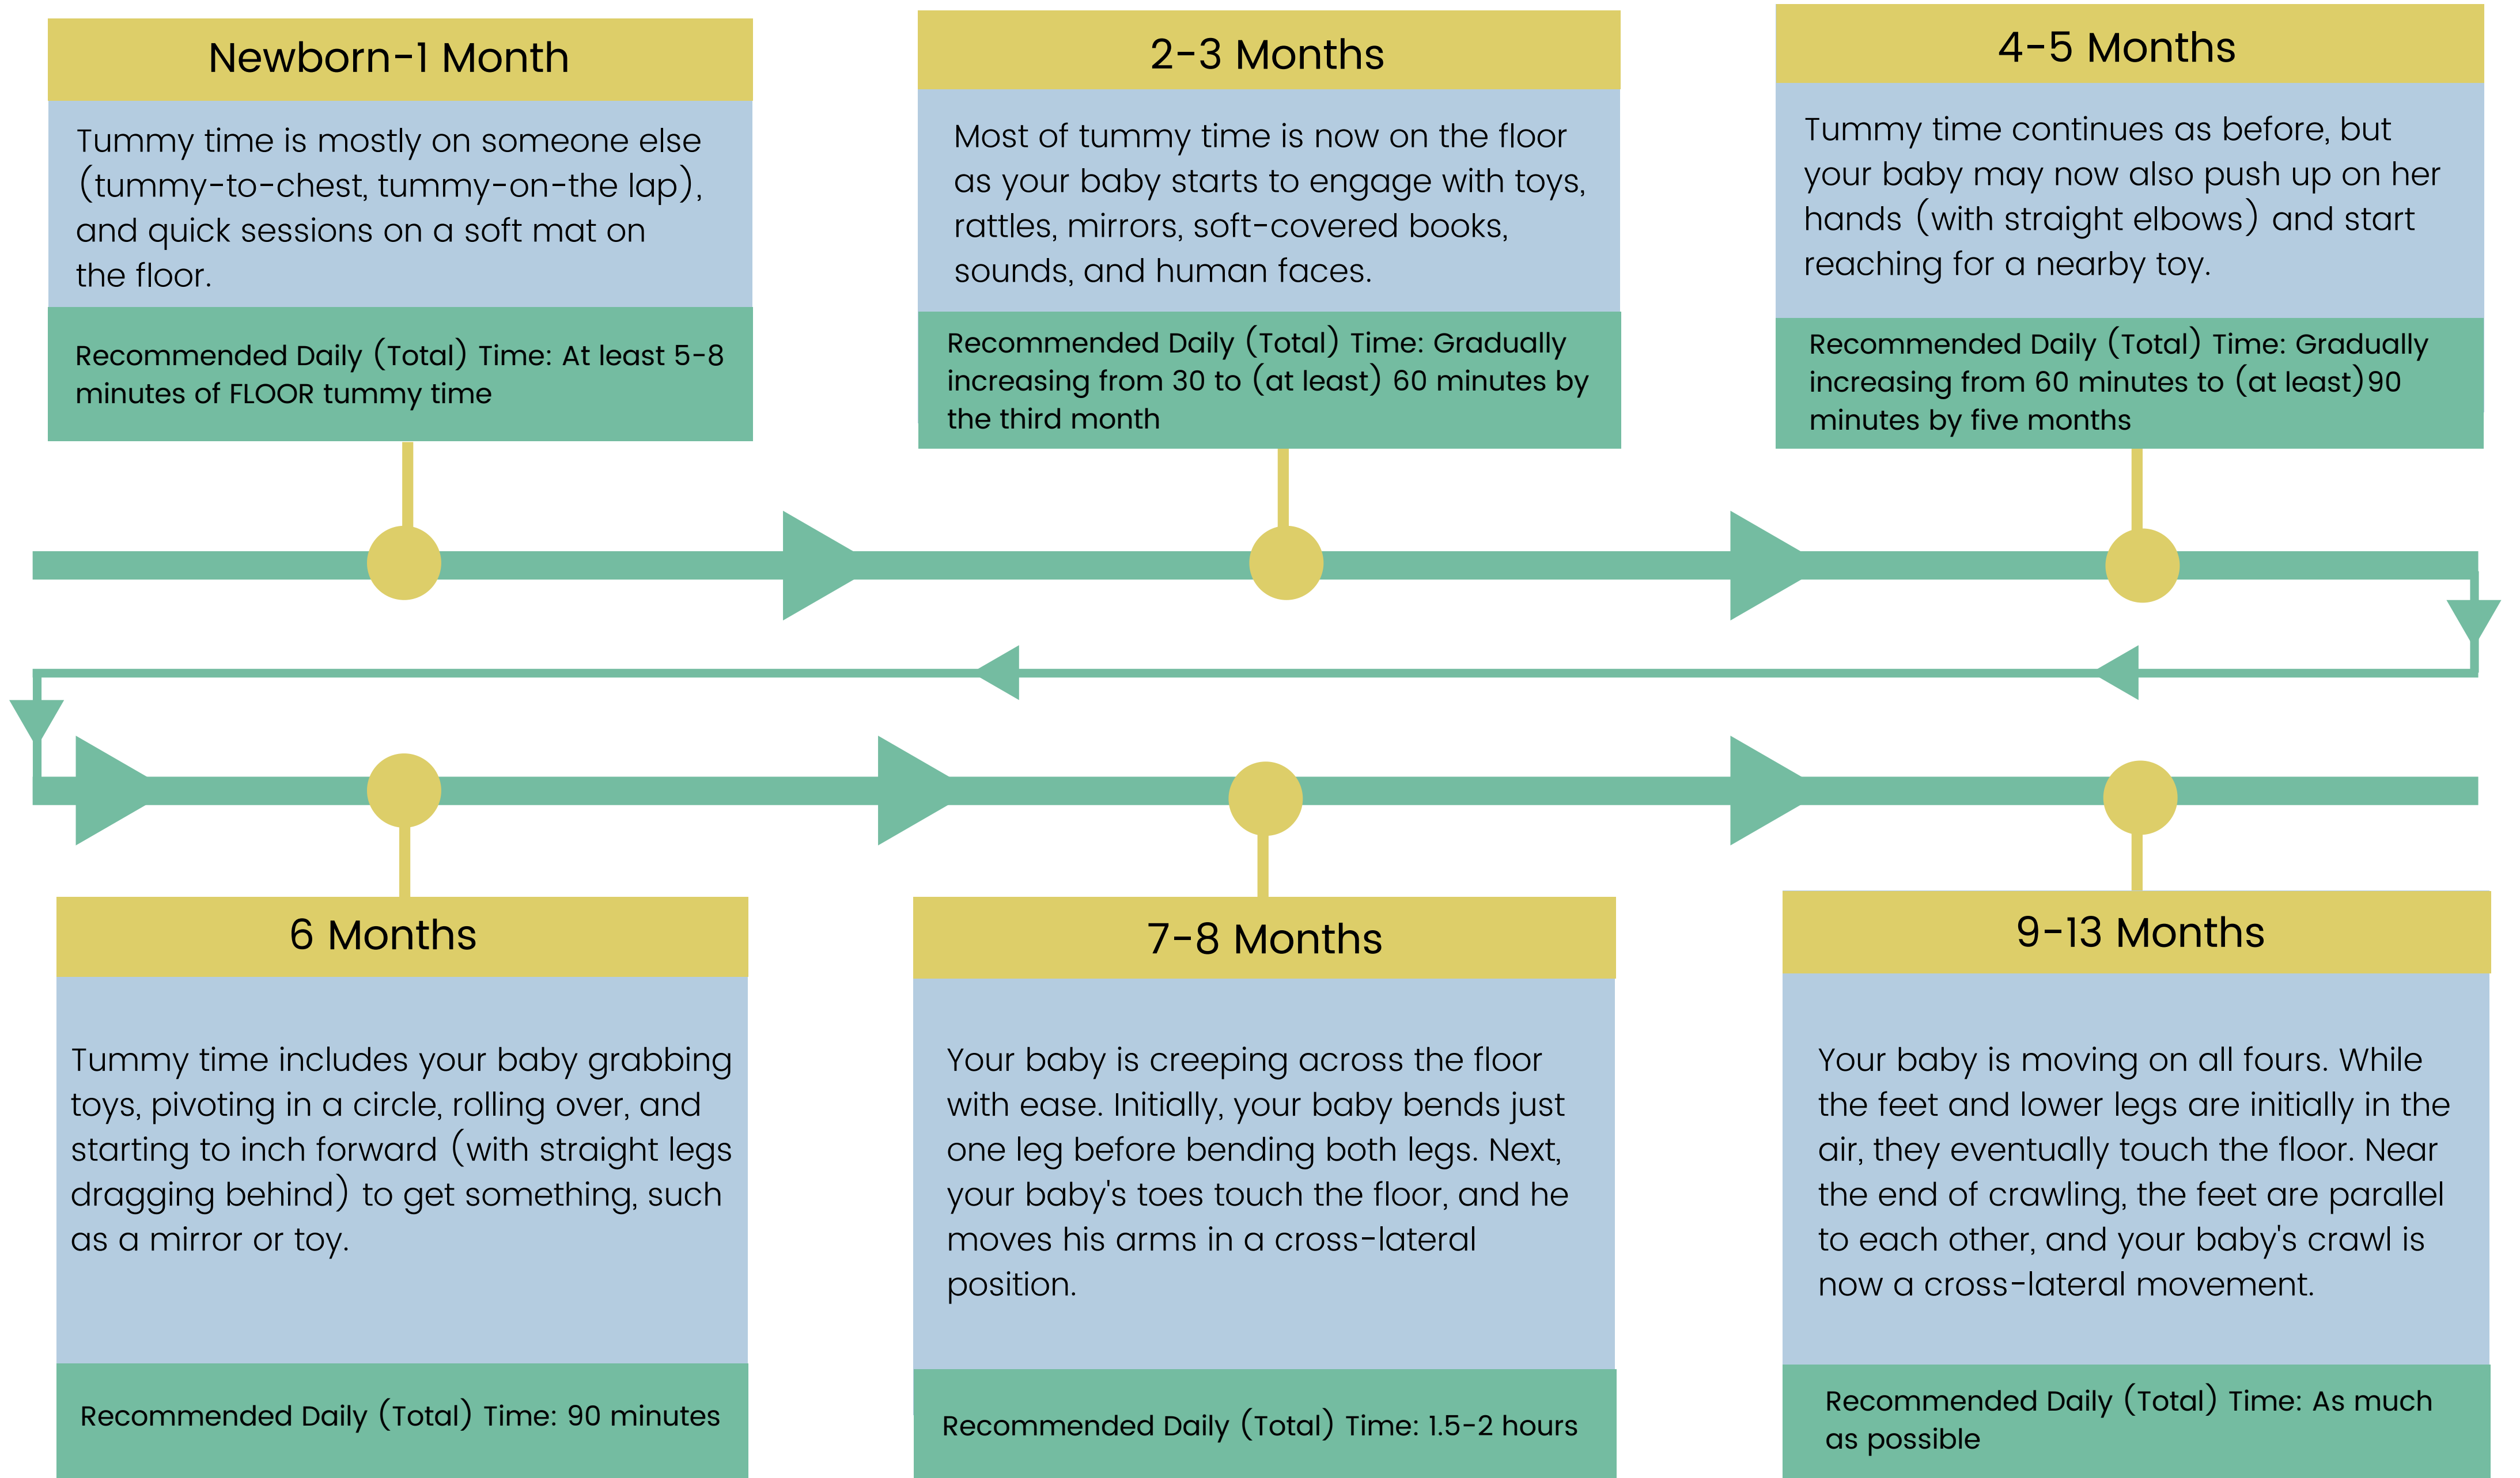 Newborn-1 Month
Tummy time is mostly on someone else
(tummy-to-chest, tummy-on-the lap),
and quick sessions on a soft mat on
the floor.
Recommended Daily (Total) Time: At least 5-8
minutes of FLOOR tummy time
2-3 Months
Most of tummy time is now on the floor
as your baby starts to engage with toys,
rattles, mirrors, soft-covered books,
sounds, and human faces.
Recommended Daily (Total) Time: Gradually
increasing from 30 to (at least) 60 minutes by
the third month
4-5 Months
Tummy time continues as before, but
your baby may now also push up on her
hands (with straight elbows) and start
reaching for a nearby toy.
Recommended Daily (Total) Time: Gradually
increasing from 60 minutes to (at least)90
minutes by five months
6 Months
Tummy time includes your baby grabbing
toys, pivoting in a circle, rolling over, and
starting to inch forward (with straight legs
dragging behind) to get something, such
as a mirror or toy.
Recommended Daily (Total) Time: 90 minutes
7-8 Months
Your baby is creeping across the floor
with ease. Initially, your baby bends just
one leg before bending both legs. Next,
your baby's toes touch the floor, and he
moves his arms in a cross-lateral
position.
Recommended Daily (Total) Time: 1.5-2 hours
9-13 Months
Your baby is moving on all fours. While
the feet and lower legs are initially in the
air, they eventually touch the floor. Near
the end of crawling, the feet are parallel
to each other, and your baby's crawl is
now a cross-lateral movement.
Recommended Daily (Total) Time: As much
as possible